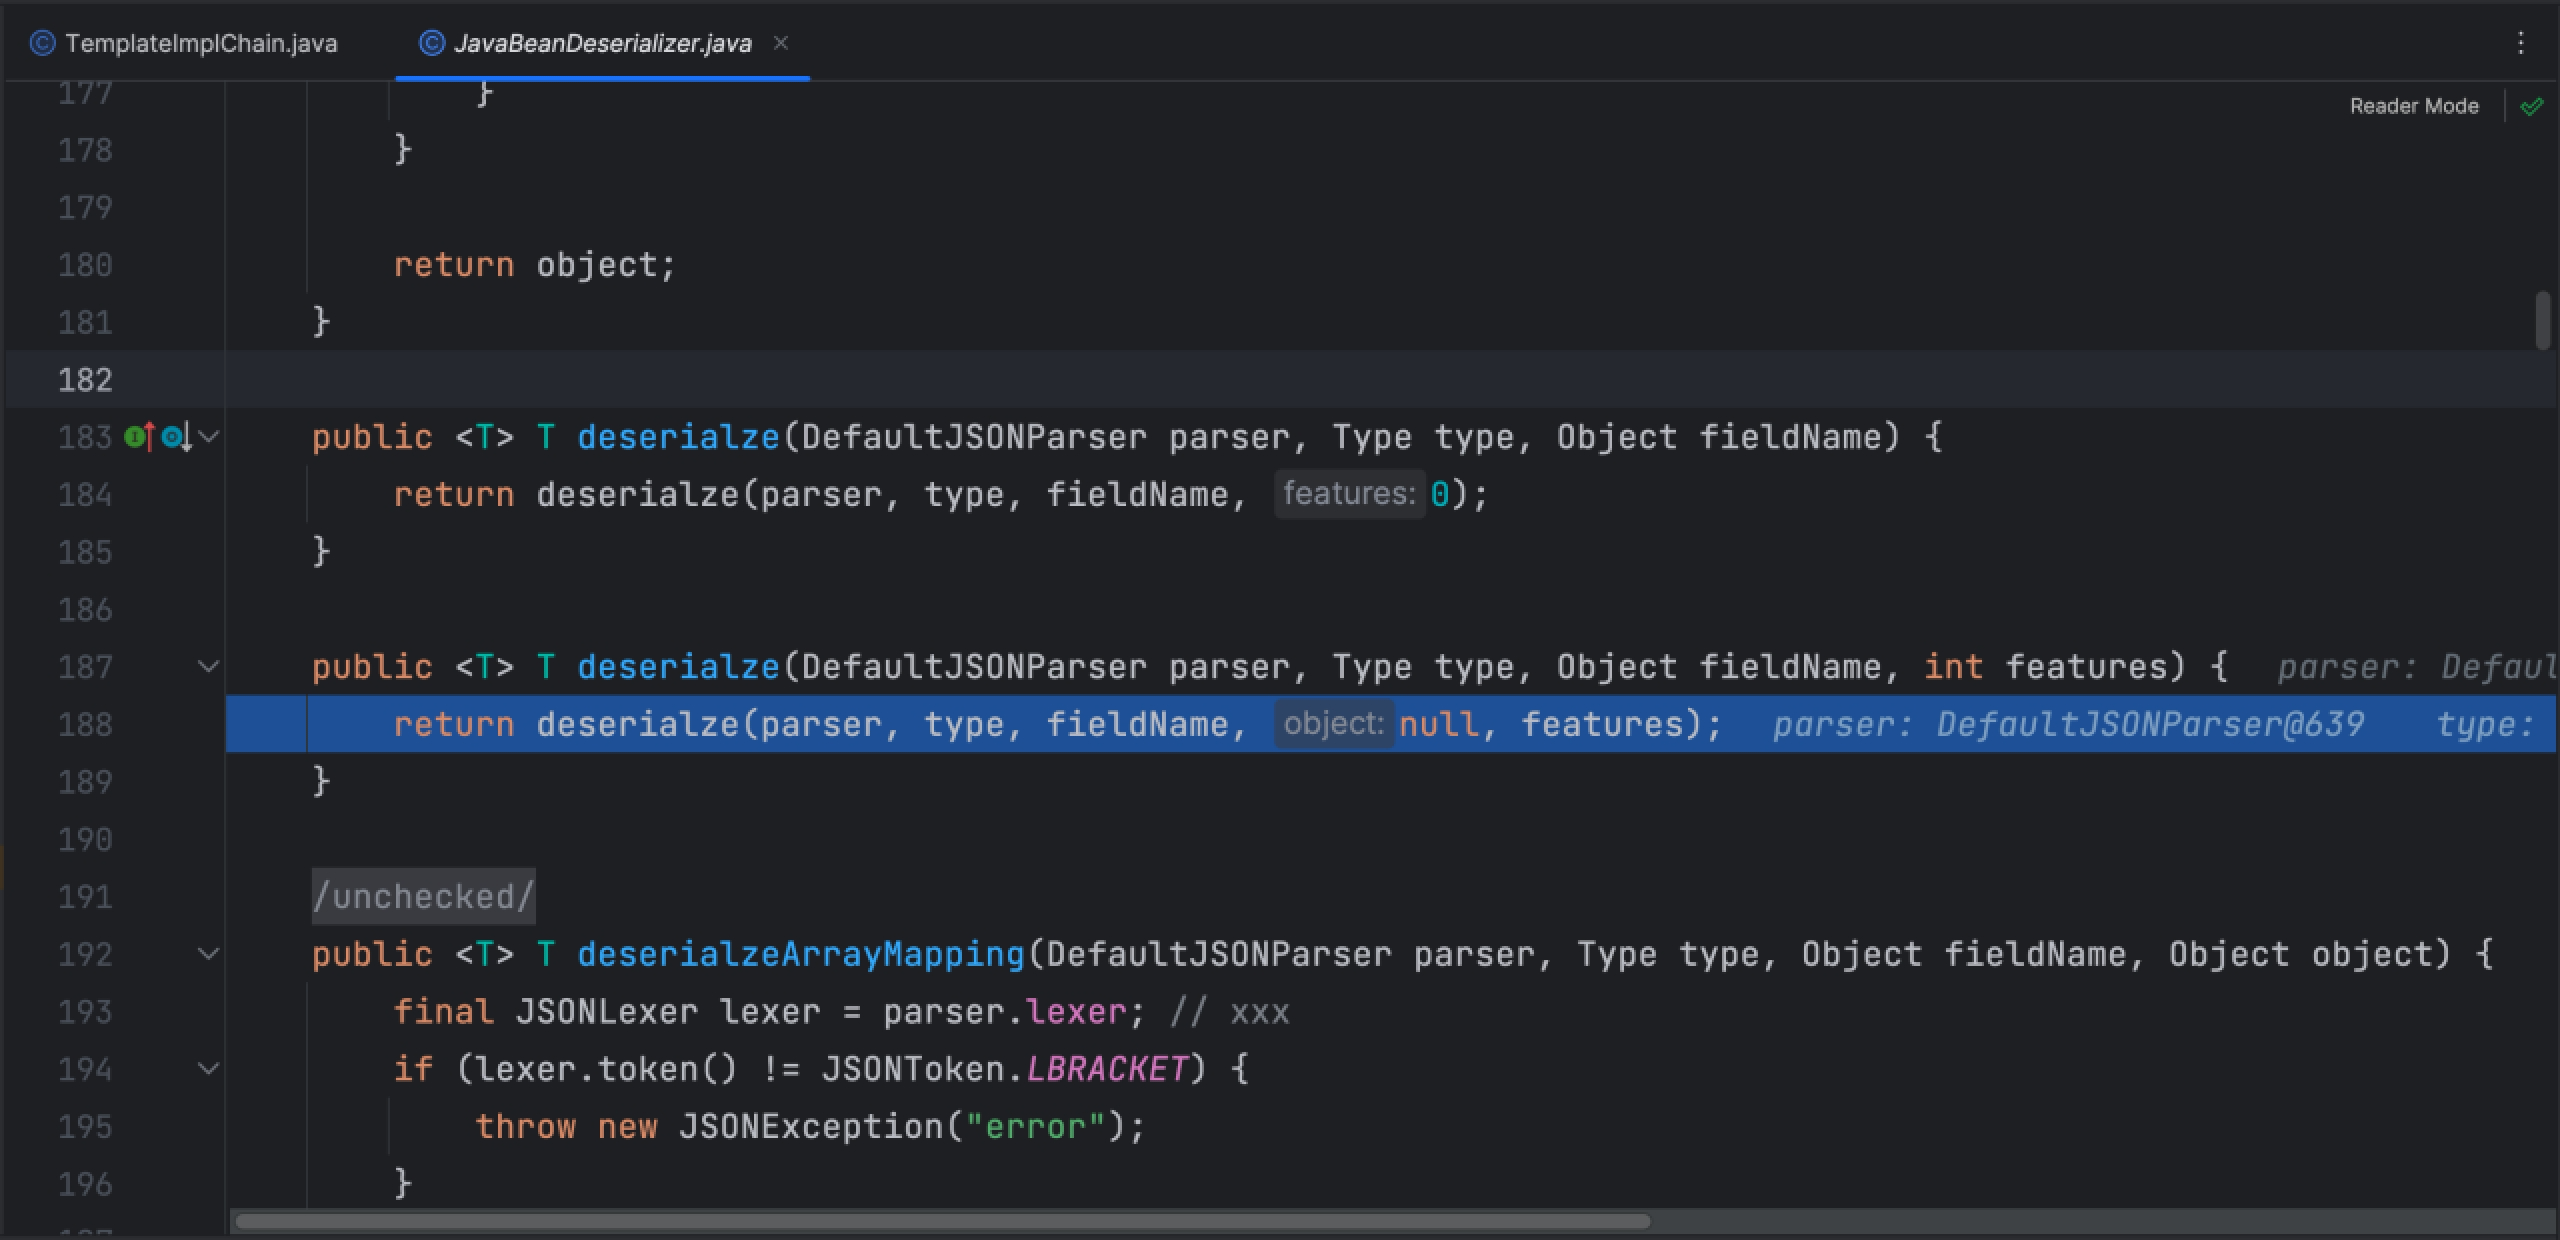 TemplateImplChain.java JavaBeanDeserializer.java
Reader Mode
177 }
178 }
179
180 return object;
181 }
182
183 public <T> T deserialze(DefaultJSONParser parser, Type type, Object fieldName) {
184 return deserialze(parser, type, fieldName, features: 0);
185 }
186
187 public <T> T deserialze(DefaultJSONParser parser, Type type, Object fieldName, int features) { parser: Defaul
188 return deserialze(parser, type, fieldName, object: null, features); parser: DefaultJSONParser@639 type:
189 }
190
191 /unchecked/
192 public <T> T deserialzeArrayMapping(DefaultJSONParser parser, Type type, Object fieldName, Object object) {
193 final JSONLexer lexer = parser.lexer; // xxx
194 if (lexer.token() != JSONToken.LBRACKET) {
195 throw new JSONException("error");
196 }